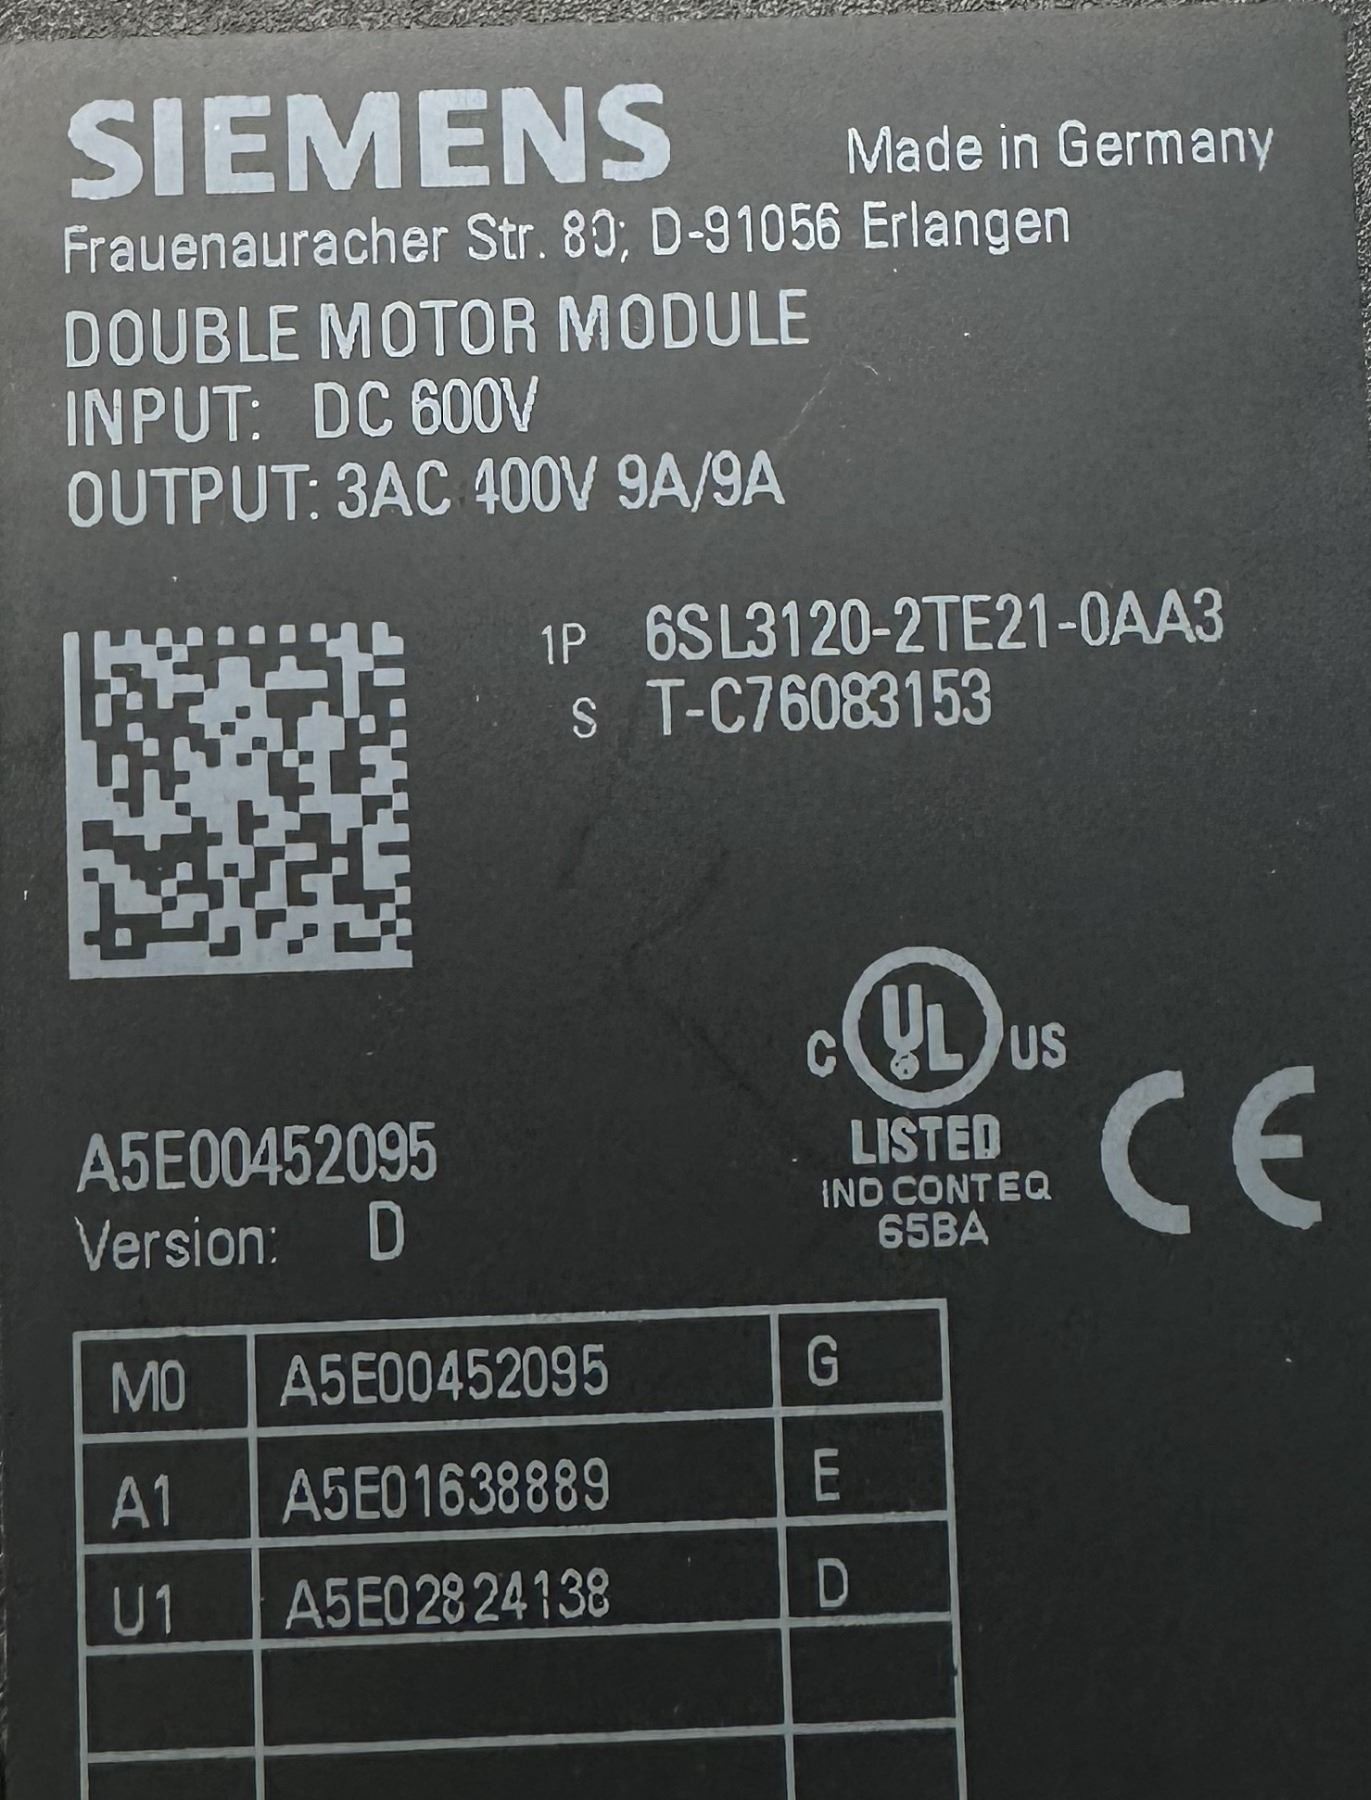 SIEMENS
Made in Germany
Frauenauracher Str. 80; D-91056 Erlangen
DOUBLE MOTOR MODULE
INPUT: DC 600V
OUTPUT: 3AC 400V 9A/9A
1P 6SL3120-2TE21-0AA3
S T-C76083153
C UL US
LISTED
IND CONT EQ
65BA
CE
A5E00452095
Version: D
M0 A5E00452095 G
A1 A5E01638889 E
U1 A5E02824138 D